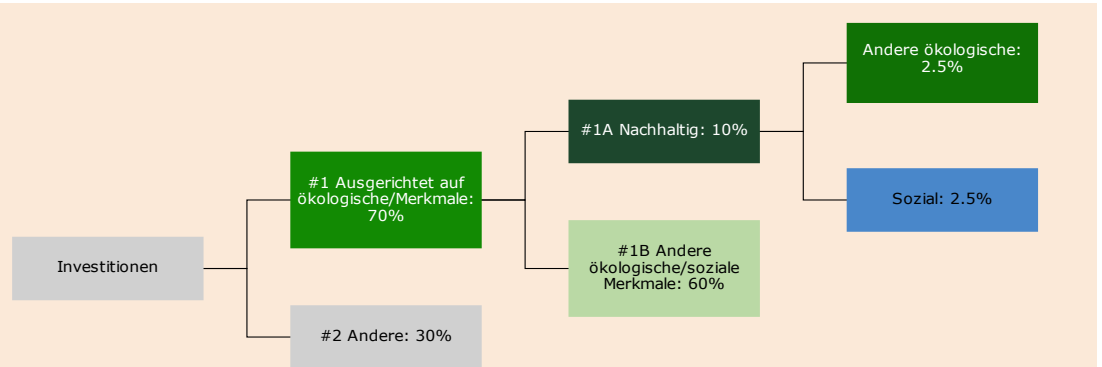 Andere ökologische:
2.5%
#1A Nachhaltig: 10%
#1 Ausgerichtet auf
ökologische/Merkmale:
70%
Sozial: 2.5%
#1B Andere
ökologische/soziale
Merkmale: 60%
Investitionen
#2 Andere: 30%